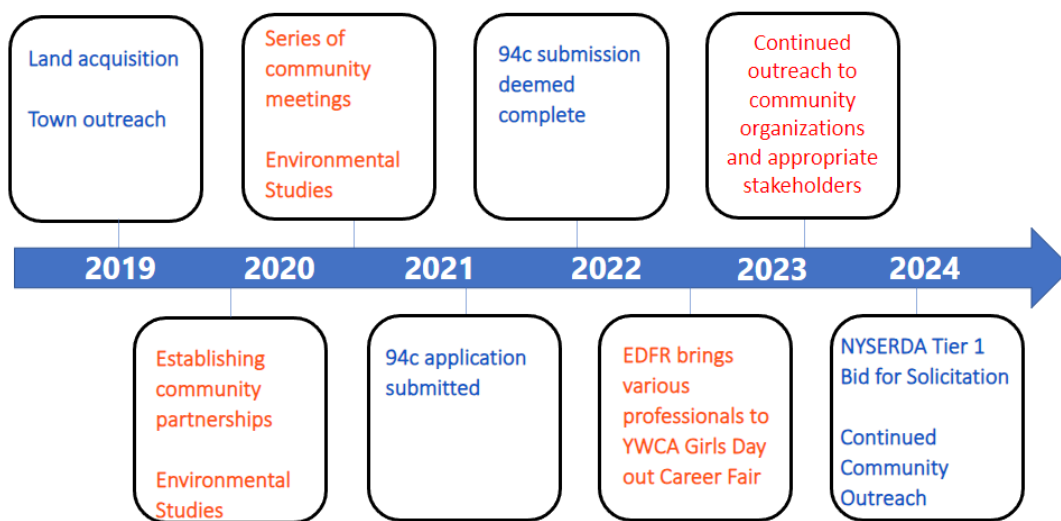 Land acquisition
Town outreach
Series of
community
meetings
Environmental
Studies
94c submission
deemed
complete
Continued
outreach to
community
organizations
and appropriate
stakeholders
2019
2020
2021
2022
2023
2024
Establishing
community
partnerships
Environmental
Studies
94c application
submitted
EDFR brings
various
professionals to
YWCA Girls Day
out Career Fair
NYSERDA Tier 1
Bid for Solicitation
Continued
Community
Outreach